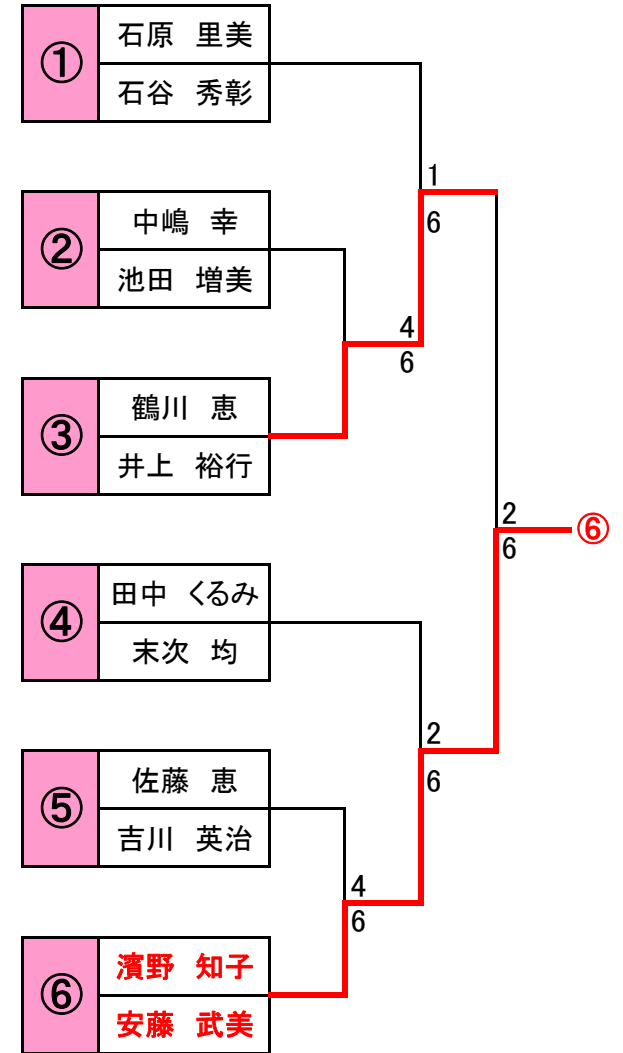 ①
石原　里美
石谷　秀彰
1
6
②
中嶋　幸
池田　増美
4
6
③
鶴川　恵
井上　裕行
2
6
⑥
④
田中　くるみ
末次　均
2
6
⑤
佐藤　恵
吉川　英治
4
6
⑥
濱野　知子
安藤　武美